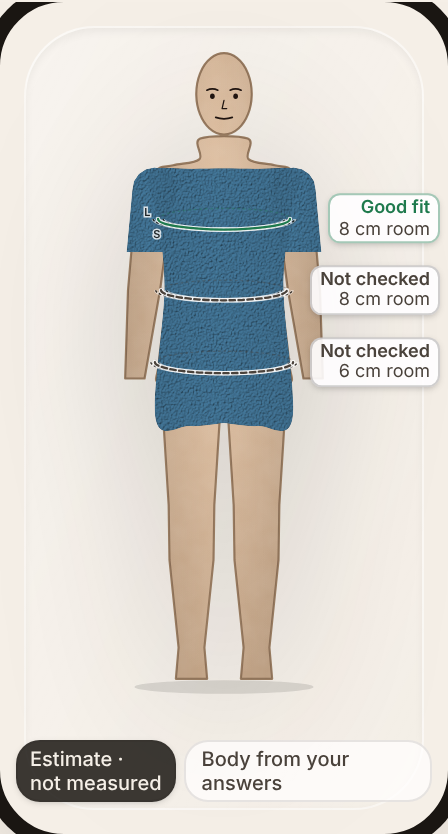 L
S
Good fit
8 cm room
Not checked
8 cm room
Not checked
6 cm room
Estimate ·
not measured
Body from your
answers